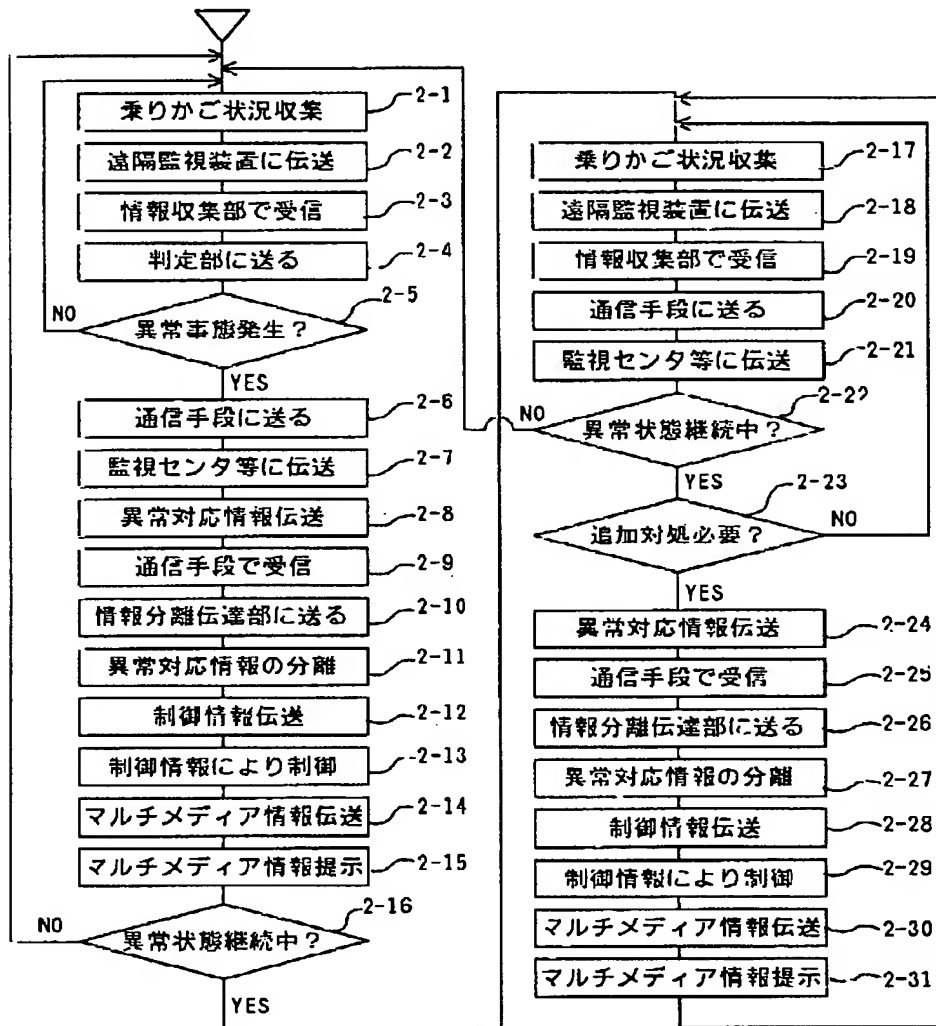 乗りかご状況収集 2-1
遠隔監視装置に伝送 2-2
情報収集部で受信 2-3
判定部に送る 2-4
異常事態発生？ 2-5
NO
YES
通信手段に送る 2-6
監視センタ等に伝送 2-7
異常対応情報伝送 2-8
通信手段で受信 2-9
情報分離伝達部に送る 2-10
異常対応情報の分離 2-11
制御情報伝送 2-12
制御情報により制御 2-13
マルチメディア情報伝送 2-14
マルチメディア情報提示 2-15
異常状態継続中？ 2-16
NO
YES
乗りかご状況収集 2-17
遠隔監視装置に伝送 2-18
情報収集部で受信 2-19
通信手段に送る 2-20
監視センタ等に伝送 2-21
異常状態継続中？ 2-22
NO
YES
追加対処必要？ 2-23
NO
YES
異常対応情報伝送 2-24
通信手段で受信 2-25
情報分離伝達部に送る 2-26
異常対応情報の分離 2-27
制御情報伝送 2-28
制御情報により制御 2-29
マルチメディア情報伝送 2-30
マルチメディア情報提示 2-31